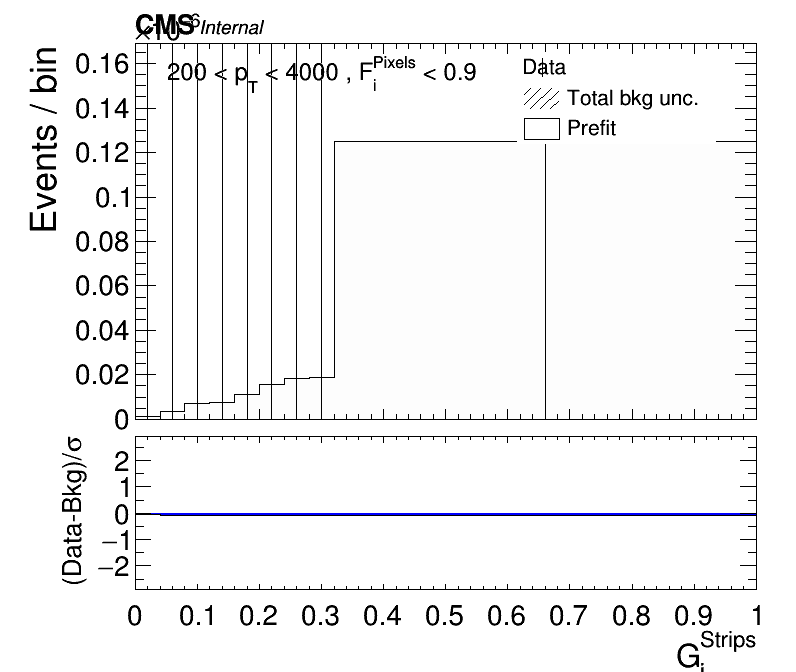 CMS Internal
×10⁻⁶
200 < p_T < 4000 , F_i^Pixels < 0.9
Data
Total bkg unc.
Prefit
Events / bin
0.16
0.14
0.12
0.1
0.08
0.06
0.04
0.02
0
(Data-Bkg)/σ
2
1
0
−1
−2
0 0.1 0.2 0.3 0.4 0.5 0.6 0.7 0.8 0.9 1
G_i^Strips